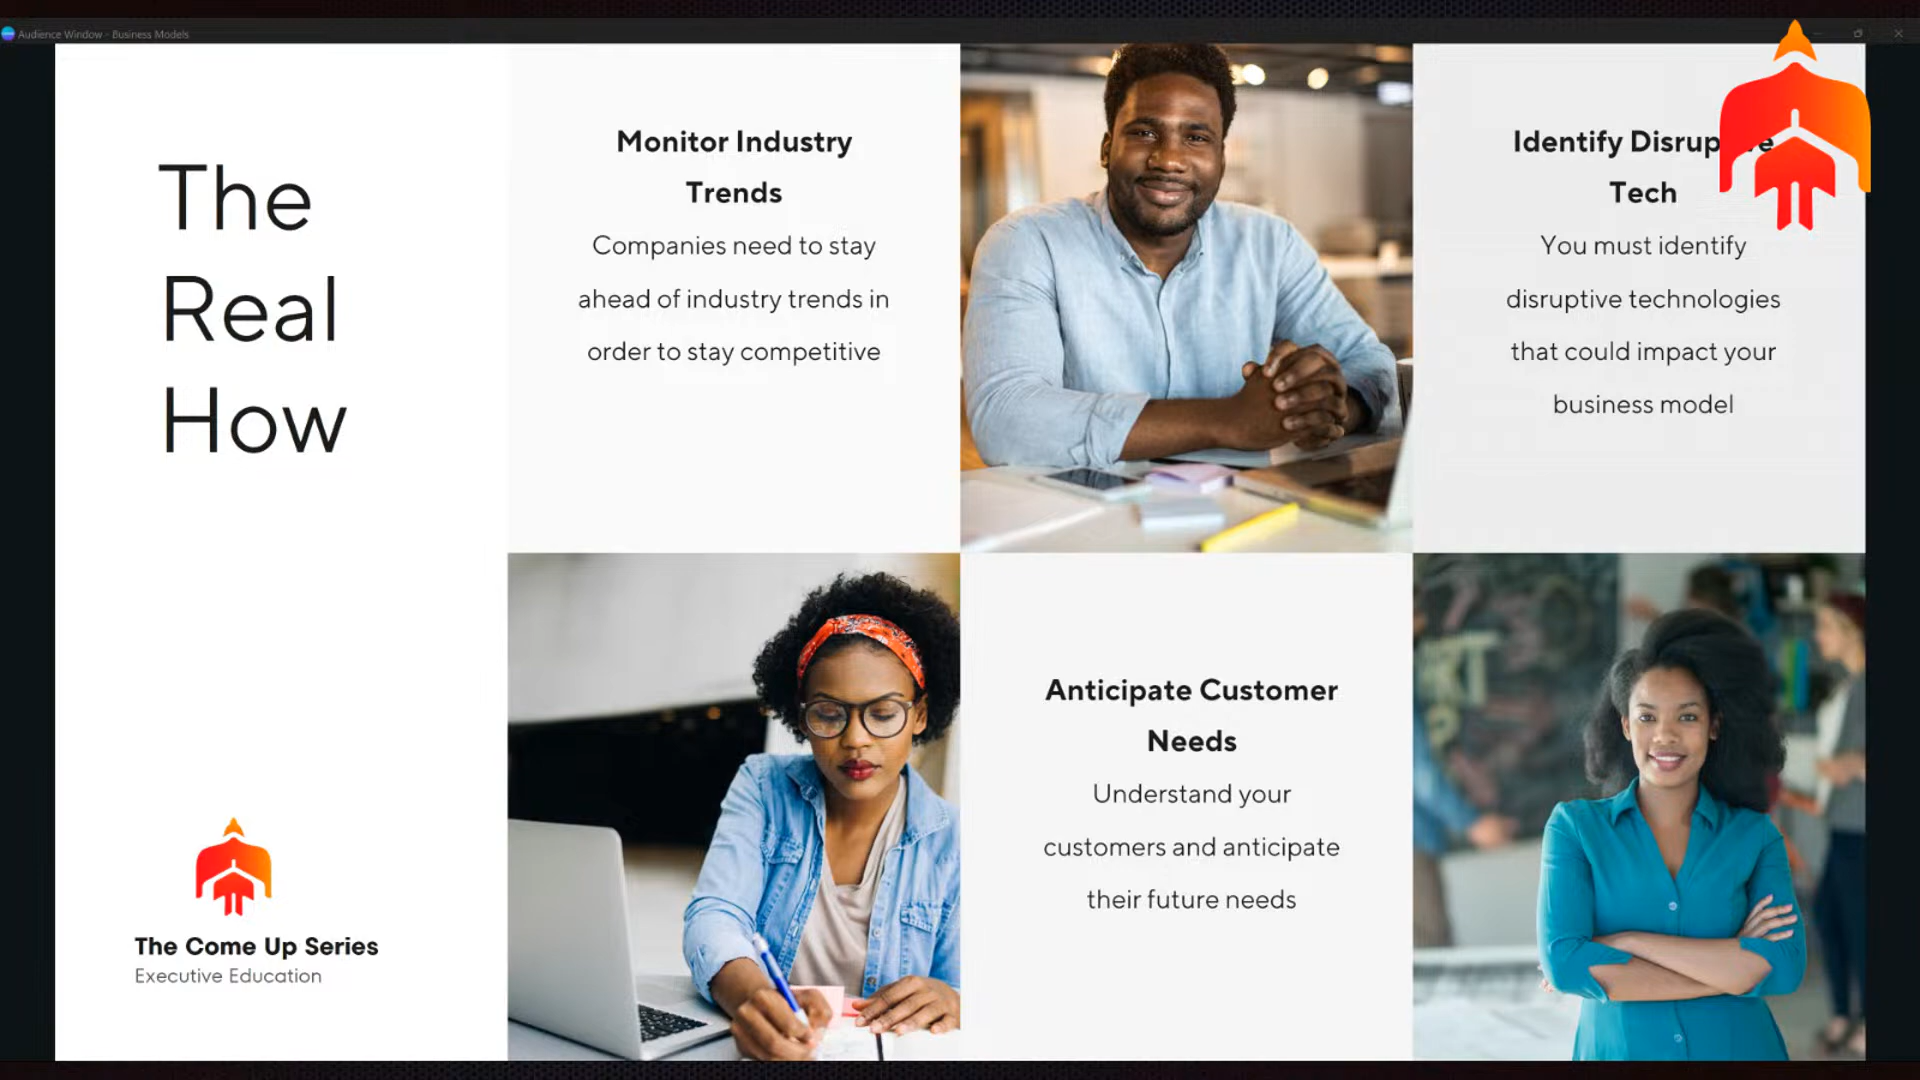 Audience Window - Business Models
The
Real
How
Monitor Industry
Trends
Companies need to stay
ahead of industry trends in
order to stay competitive
Identify
Tech
You must identify
disruptive technologies
that could impact your
business model
Anticipate Customer
Needs
Understand your
customers and anticipate
their future needs
The Come Up Series
Executive Education